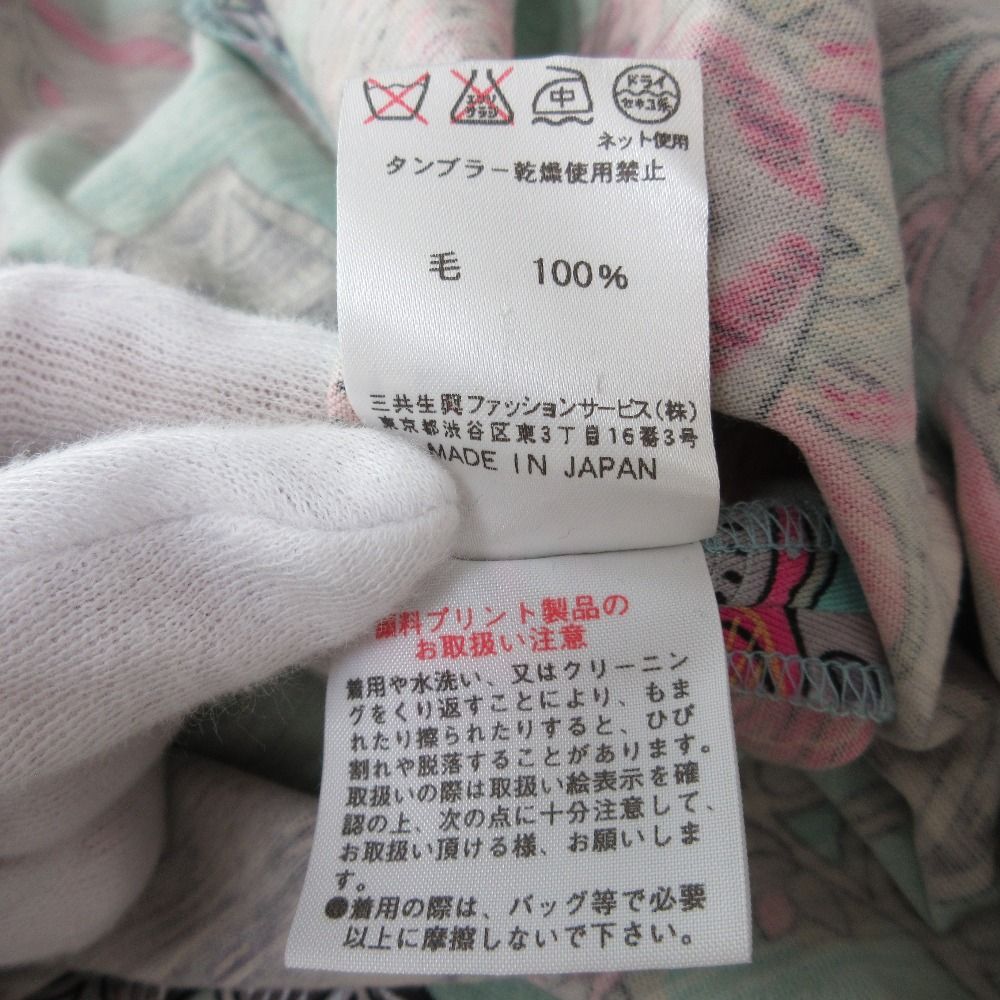 エンソ
サラシ
中
ドライ
セキユ系
ネット使用
タンブラー乾燥使用禁止
毛 100%
三共生興ファッションサービス(株)
東京都渋谷区東3丁目16番3号
MADE IN JAPAN
顔料プリント製品の
お取扱い注意
着用や水洗い、又はクリーニン
グをくり返すことにより、もま
れたり擦られたりすると、ひび
割れや脱落することがあります。
取扱いの際は取扱い絵表示を確
認の上、次の点に十分注意して、
お取扱い頂ける様、お願いしま
す。
●着用の際は、バッグ等で必要
以上に摩擦しないで下さい。